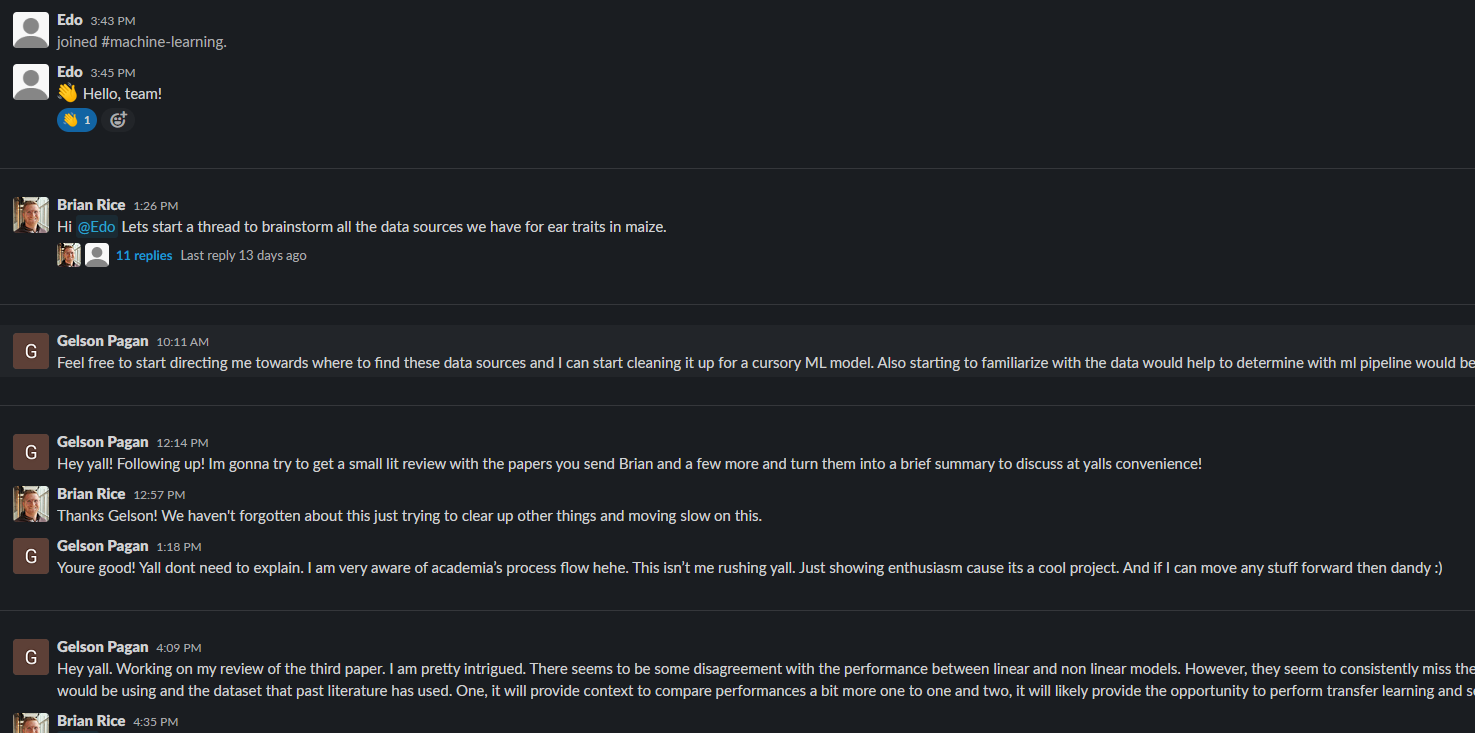 Edo 3:43 PM
joined #machine-learning.
Edo 3:45 PM
👋 Hello, team!
👋 1
Brian Rice 1:26 PM
Hi @Edo Lets start a thread to brainstorm all the data sources we have for ear traits in maize.
11 replies Last reply 13 days ago
G
Gelson Pagan 10:11 AM
Feel free to start directing me towards where to find these data sources and I can start cleaning it up for a cursory ML model. Also starting to familiarize with the data would help to determine with ml pipeline would be
G
Gelson Pagan 12:14 PM
Hey yall! Following up! Im gonna try to get a small lit review with the papers you send Brian and a few more and turn them into a brief summary to discuss at yalls convenience!
Brian Rice 12:57 PM
Thanks Gelson! We haven't forgotten about this just trying to clear up other things and moving slow on this.
G
Gelson Pagan 1:18 PM
Youre good! Yall dont need to explain. I am very aware of academia’s process flow hehe. This isn’t me rushing yall. Just showing enthusiasm cause its a cool project. And if I can move any stuff forward then dandy :)
G
Gelson Pagan 4:09 PM
Hey yall. Working on my review of the third paper. I am pretty intrigued. There seems to be some disagreement with the performance between linear and non linear models. However, they seem to consistently miss the
would be using and the dataset that past literature has used. One, it will provide context to compare performances a bit more one to one and two, it will likely provide the opportunity to perform transfer learning and
Brian Rice 4:35 PM